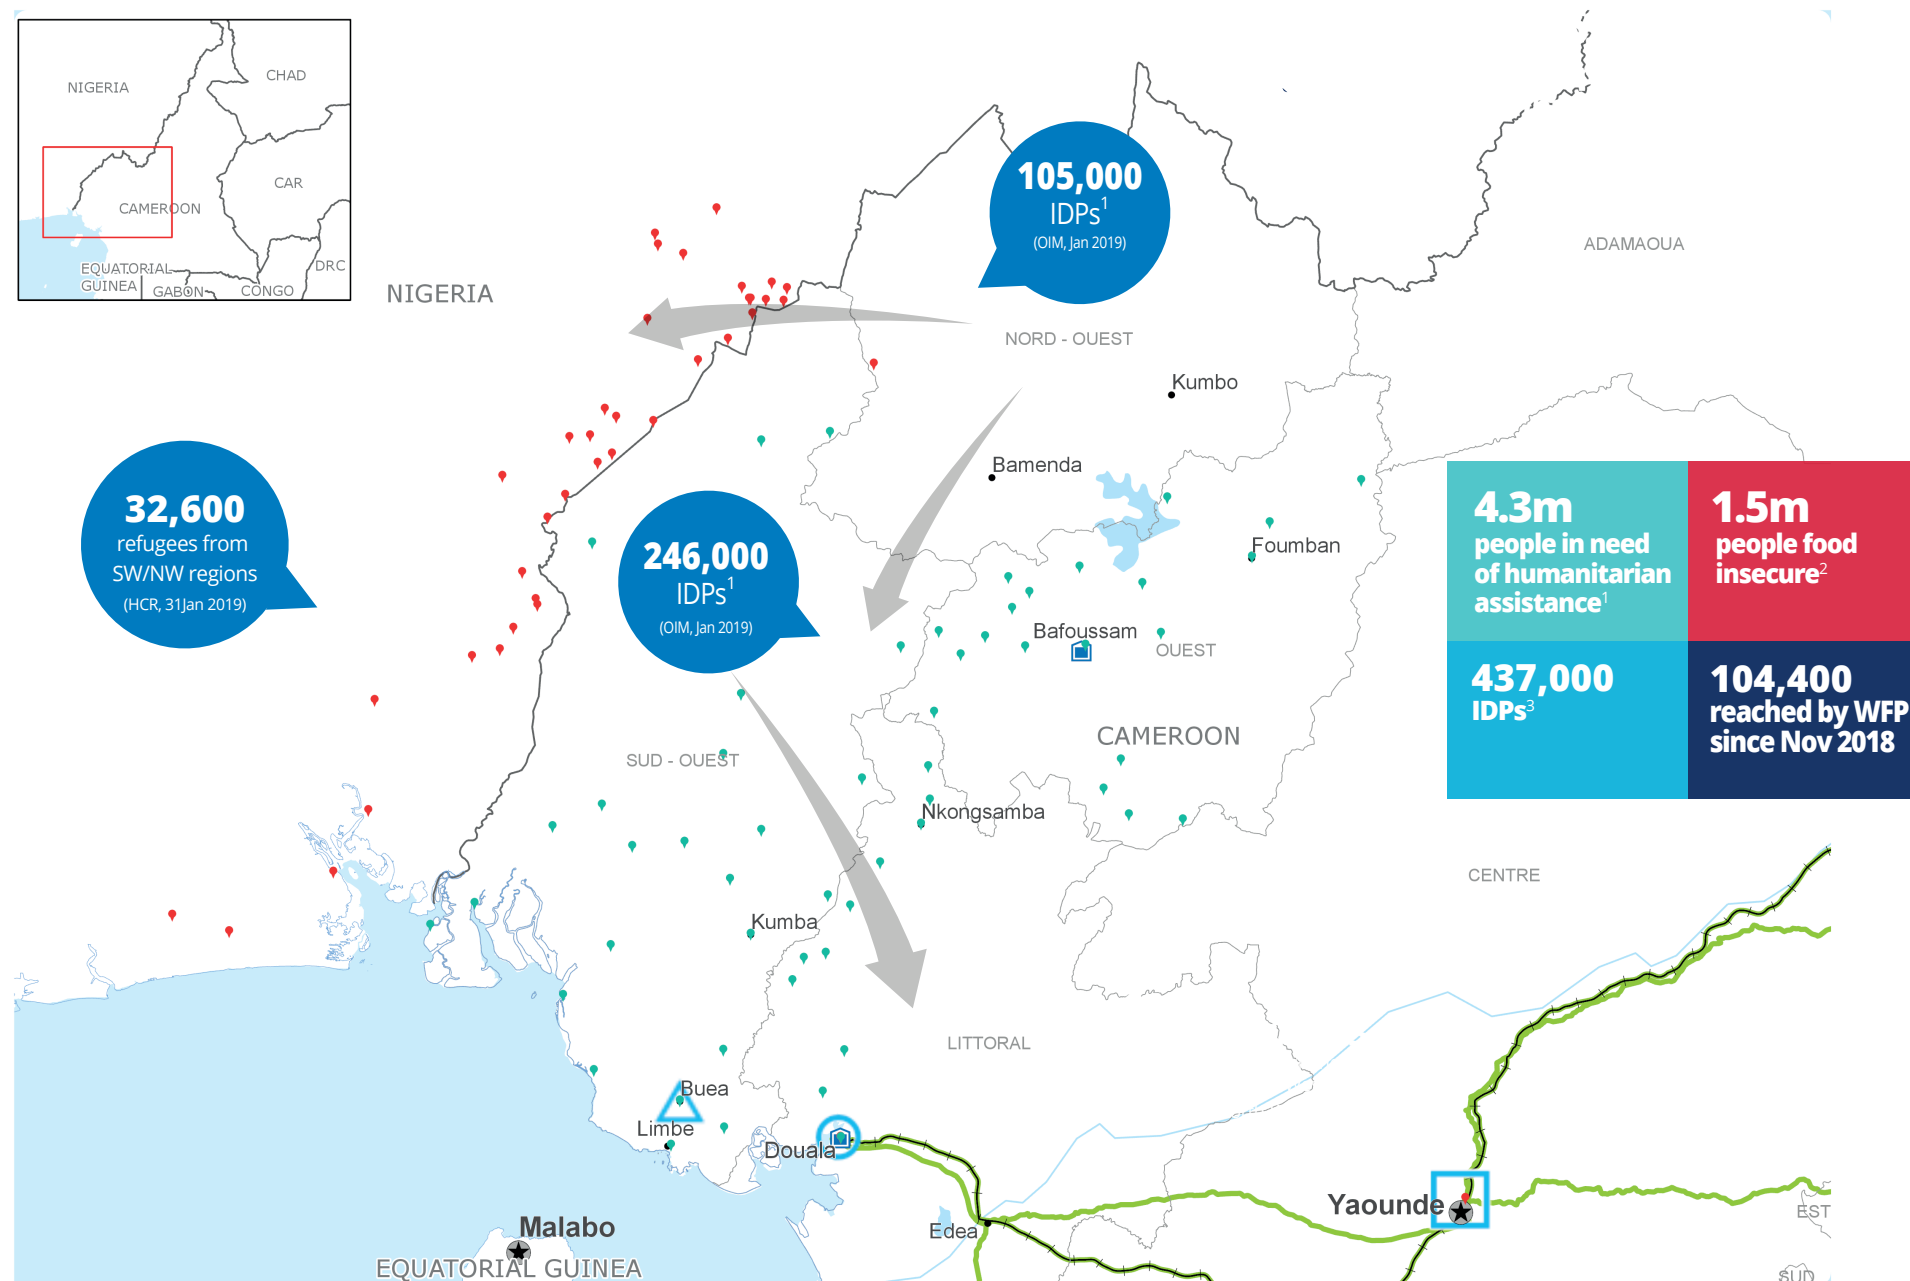 NIGERIA
CHAD
CAR
CAMEROON
EQUATORIAL
GUINEA
GABON
CONGO
DRC
105,000
IDPs1
(OIM, Jan 2019)
ADAMAOUA
NIGERIA
NORD - OUEST
Kumbo
Bamenda
32,600
refugees from
SW/NW regions
(HCR, 31Jan 2019)
246,000
IDPs1
(OIM, Jan 2019)
Foumban
Bafoussam
OUEST
4.3m
people in need
of humanitarian
assistance1
1.5m
people food
insecure2
437,000
IDPs3
104,400
reached by WFP
since Nov 2018
CAMEROON
SUD - OUEST
Nkongsamba
CENTRE
Kumba
LITTORAL
Buea
Limbe
Douala
Yaounde
Edea
EST
Malabo
EQUATORIAL GUINEA
SUD